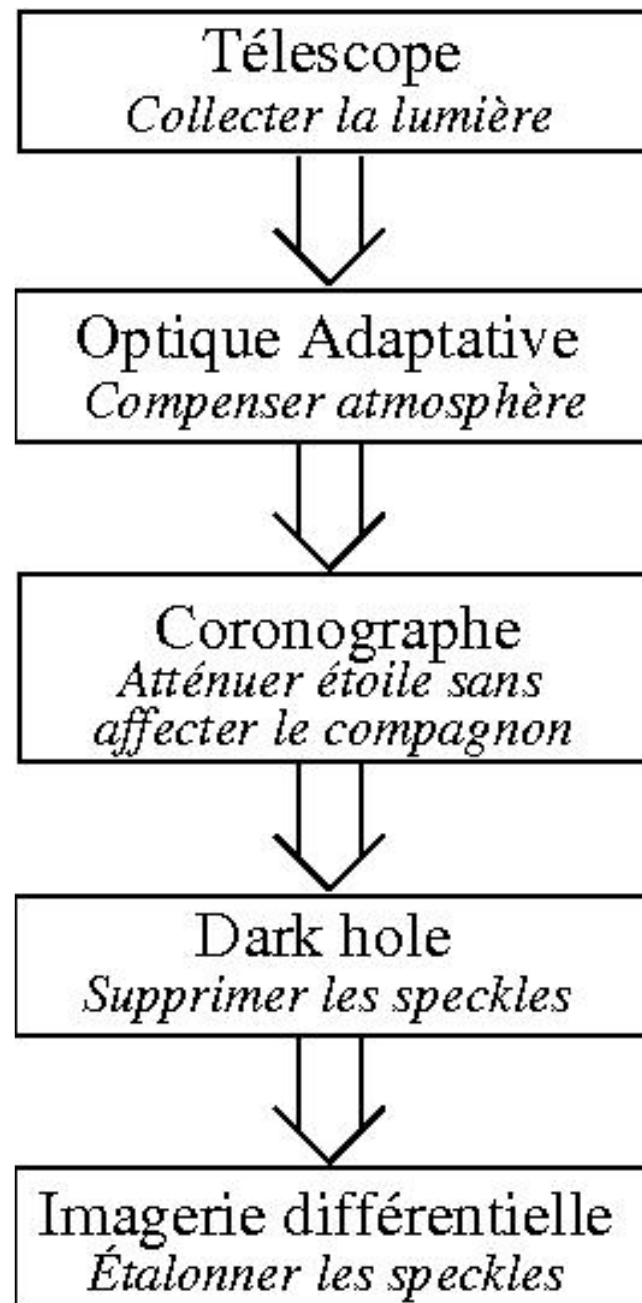 Télescope
Collecter la lumière
Optique Adaptative
Compenser atmosphère
Coronographe
Atténuer étoile sans
affecter le compagnon
Dark hole
Supprimer les speckles
Imagerie différentielle
Étalonner les speckles